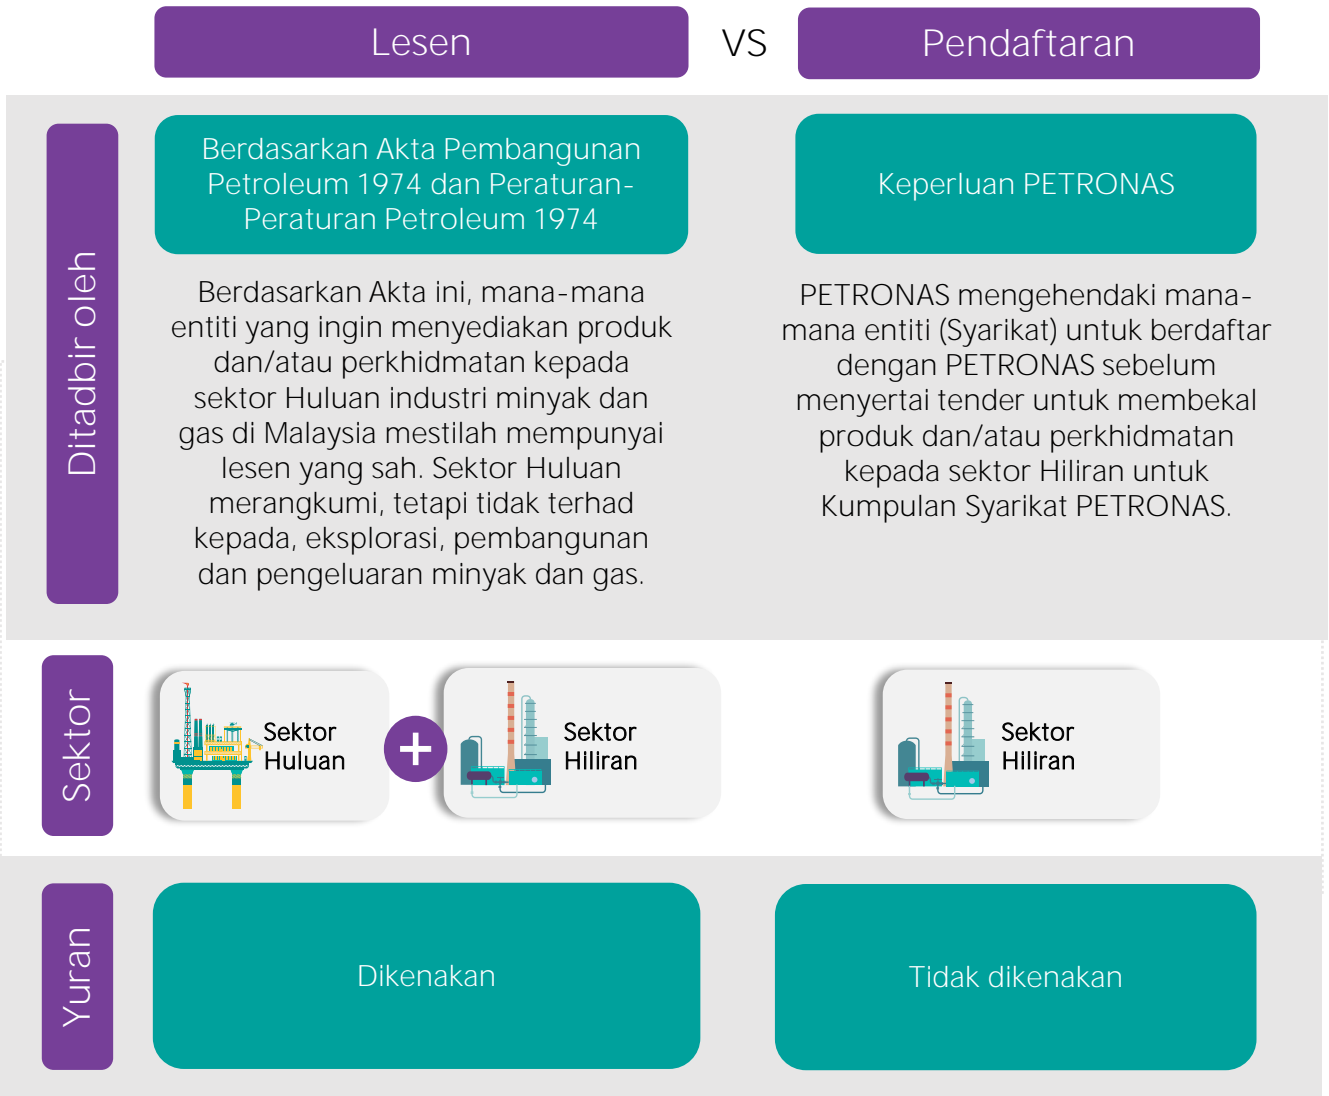 Lesen
VS
Pendaftaran
Ditadbir oleh
Berdasarkan Akta Pembangunan
Petroleum 1974 dan Peraturan-
Peraturan Petroleum 1974
Berdasarkan Akta ini, mana-mana
entiti yang ingin menyediakan produk
dan/atau perkhidmatan kepada
sektor Huluan industri minyak dan
gas di Malaysia mestilah mempunyai
lesen yang sah. Sektor Huluan
merangkumi, tetapi tidak terhad
kepada, eksplorasi, pembangunan
dan pengeluaran minyak dan gas.
Keperluan PETRONAS
PETRONAS mengehendaki mana-
mana entiti (Syarikat) untuk berdaftar
dengan PETRONAS sebelum
menyertai tender untuk membekal
produk dan/atau perkhidmatan
kepada sektor Hiliran untuk
Kumpulan Syarikat PETRONAS.
Sektor
Sektor
Huluan
+
Sektor
Hiliran
Sektor
Hiliran
Yuran
Dikenakan
Tidak dikenakan